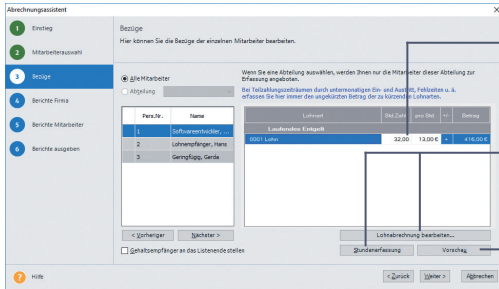 Abrechnungsassistent
1 Einstieg
2 Mitarbeiterauswahl
3 Bezüge
4 Berichte Firma
5 Berichte Mitarbeiter
6 Berichte ausgeben
Bezüge
Hier können Sie die Bezüge der einzelnen Mitarbeiter bearbeiten.
Alle Mitarbeiter
Abteilung
Wenn Sie eine Abteilung auswählen, werden Ihnen nur die Mitarbeiter dieser Abteilung zur
Erfassung angeboten.
Bei Teilzahlungszeiträumen durch untermonatigen Ein- und Austritt, Fehlzeiten u. ä.
erfassen Sie hier immer den ungekürzten Betrag der zu kürzenden Lohnarten.
Pers.Nr. Name
1 Softwareentwickler, ...
2 Lohnempfänger, Hans
3 Geringfügig, Gerda
Lohnart Std.Zahl pro Std +/- Betrag
Laufendes Entgelt
0001 Lohn 32,00 13,00 € + 416,00 €
< Vorheriger Nächster >
Lohnabrechnung bearbeiten...
Gehaltsempfänger an das Listenende stellen
Stundenerfassung Vorschau
Hilfe
< Zurück Weiter > Abbrechen